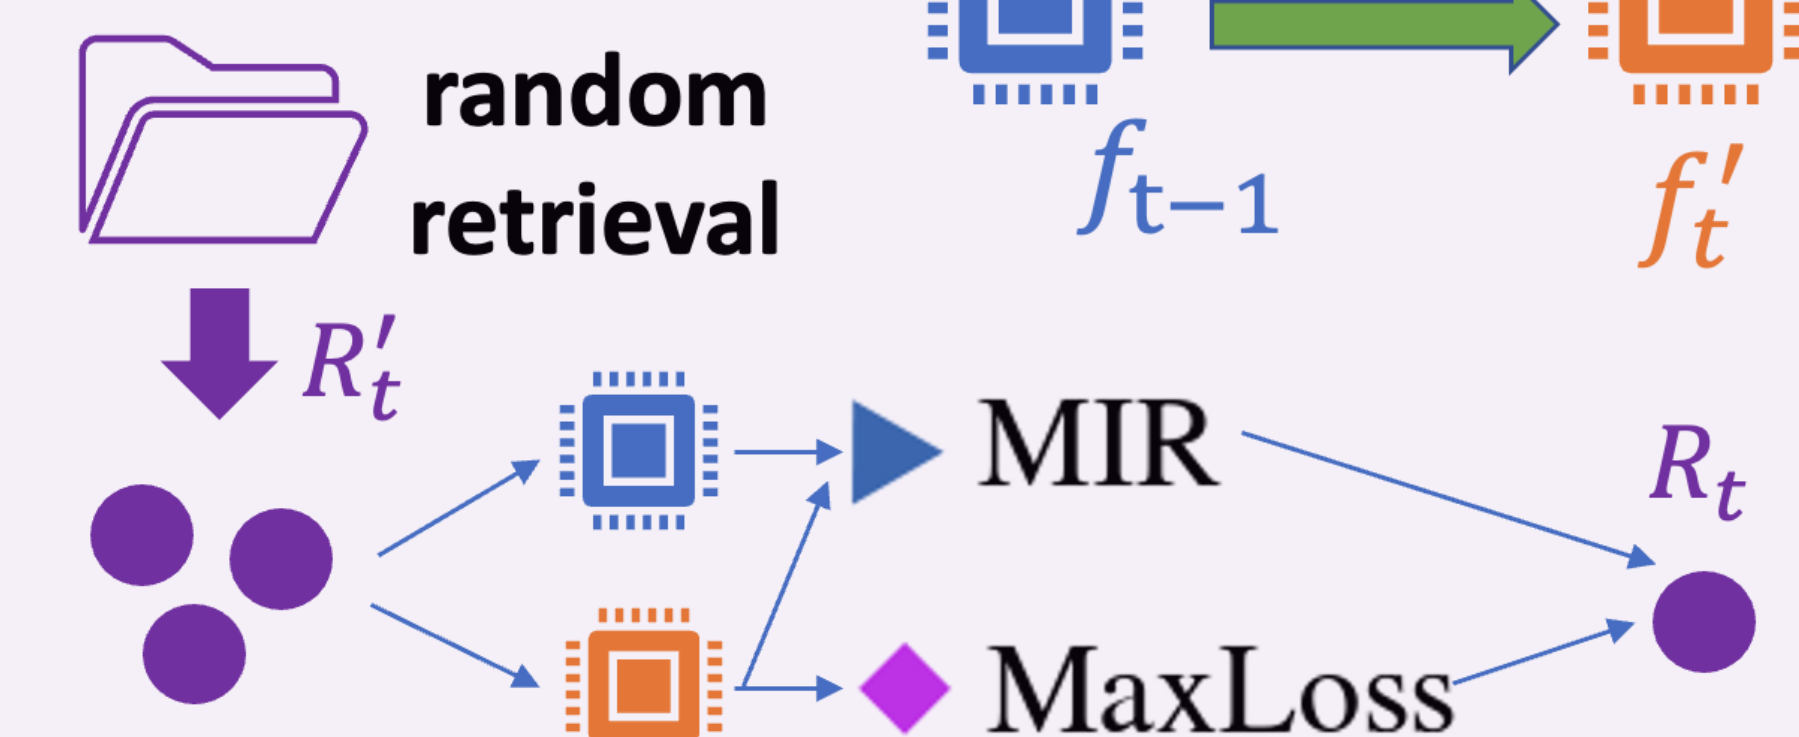 random
retrieval
f_{t−1}
f'_t
R'_t
MIR
R_t
MaxLoss